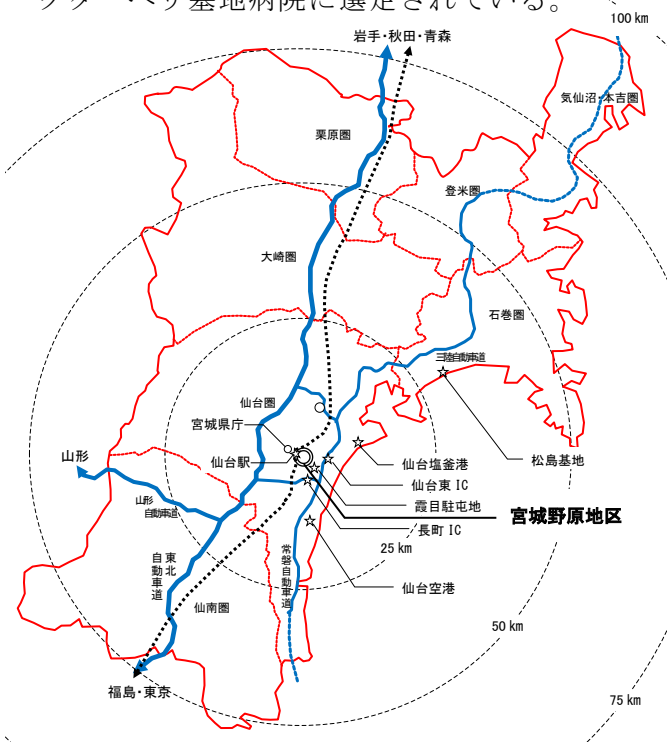 クターヘリ基地病院に選定されている。
100 km
岩手・秋田・青森
気仙沼・本吉圏
栗原圏
登米圏
大崎圏
石巻圏
三陸自動車道
仙台圏
宮城県庁
山形
仙台駅
仙台塩釜港
松島基地
仙台東 IC
山形
自動車道
霞目駐屯地
宮城野原地区
長町 IC
25 km
東北
自動車道
常磐自動車道
仙台空港
仙南圏
50 km
福島・東京
75 km